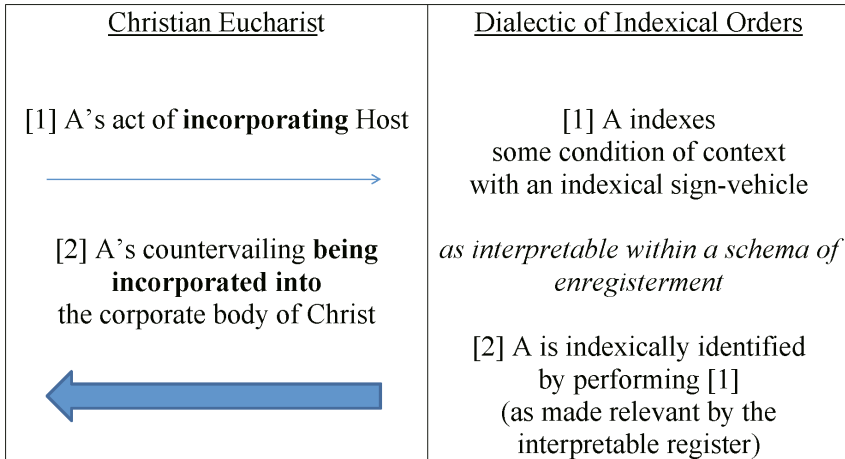 Christian Eucharist
[1] A's act of incorporating Host
[2] A's countervailing being
incorporated into
the corporate body of Christ
Dialectic of Indexical Orders
[1] A indexes
some condition of context
with an indexical sign-vehicle
as interpretable within a schema of
enregisterment
[2] A is indexically identified
by performing [1]
(as made relevant by the
interpretable register)